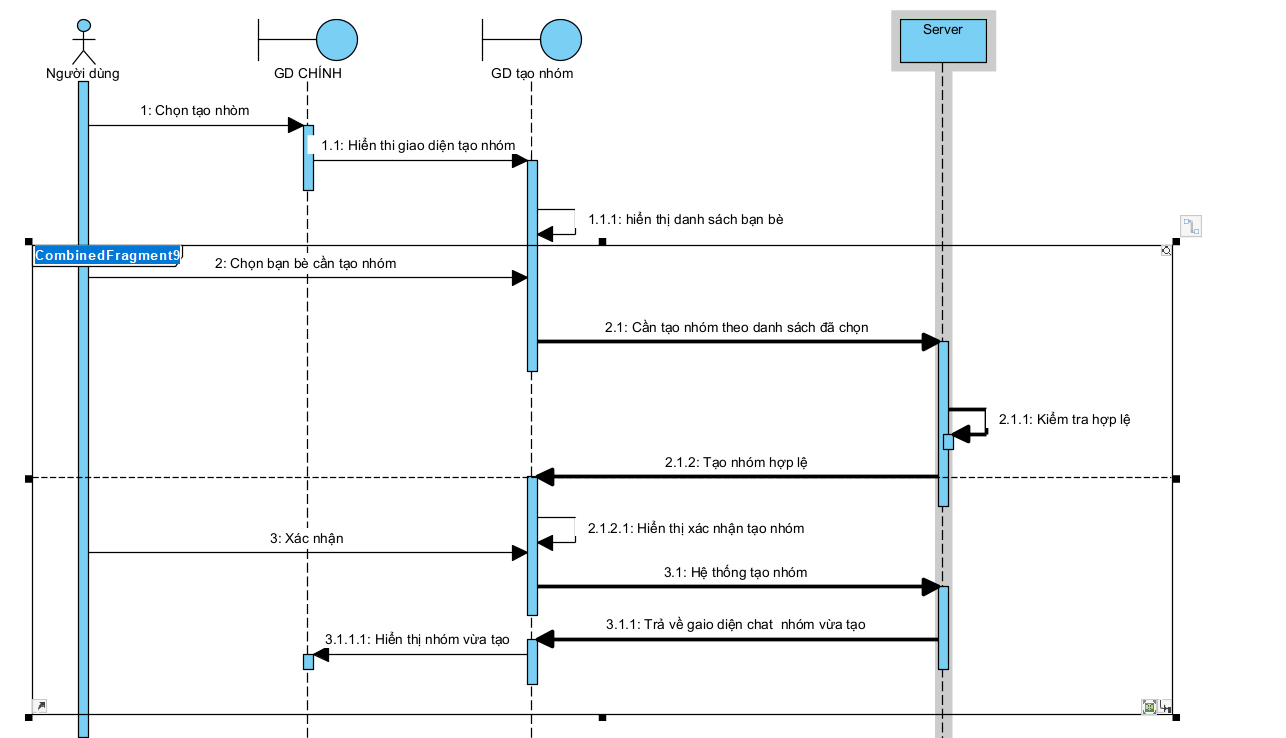 Người dùng
GD CHÍNH
GD tạo nhóm
Server
1: Chọn tạo nhòm
1.1: Hiển thi giao diện tạo nhóm
1.1.1: hiển thị danh sách bạn bè
CombinedFragment9
2: Chọn bạn bè cần tạo nhóm
2.1: Cần tạo nhóm theo danh sách đã chọn
2.1.1: Kiểm tra hợp lệ
2.1.2: Tạo nhóm hợp lệ
2.1.2.1: Hiển thị xác nhận tạo nhóm
3: Xác nhận
3.1: Hệ thống tạo nhóm
3.1.1: Trả về gaio diện chat  nhóm vừa tạo
3.1.1.1: Hiển thị nhóm vừa tạo